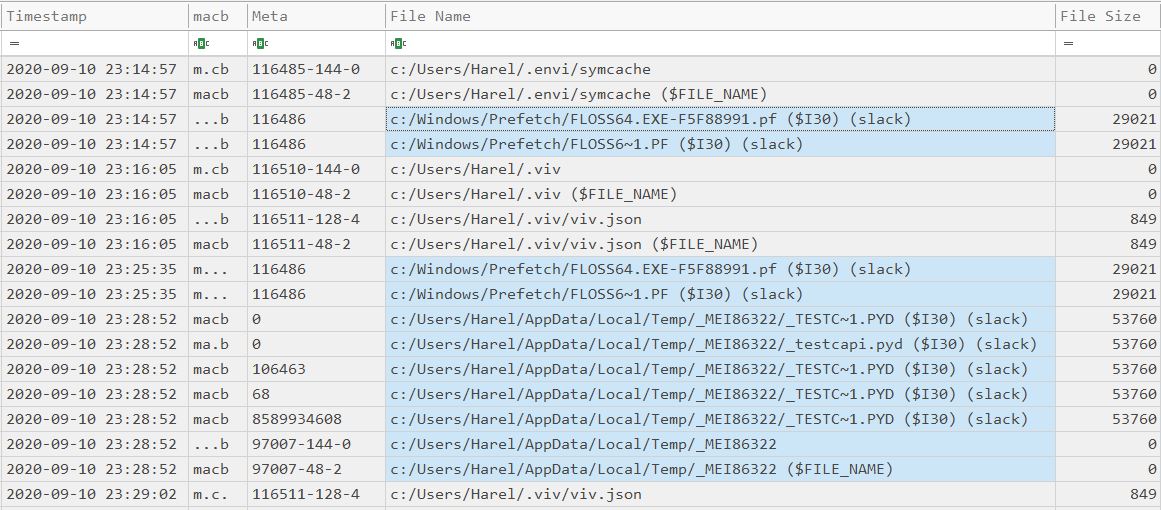 Timestamp macb Meta File Name File Size
= ABC ABC ABC =
2020-09-10 23:14:57 m.cb 116485-144-0 c:/Users/Harel/.envi/symcache 0
2020-09-10 23:14:57 macb 116485-48-2 c:/Users/Harel/.envi/symcache ($FILE_NAME) 0
2020-09-10 23:14:57 ...b 116486 c:/Windows/Prefetch/FLOSS64.EXE-F5F88991.pf ($I30) (slack) 29021
2020-09-10 23:14:57 ...b 116486 c:/Windows/Prefetch/FLOSS6~1.PF ($I30) (slack) 29021
2020-09-10 23:16:05 m.cb 116510-144-0 c:/Users/Harel/.viv 0
2020-09-10 23:16:05 macb 116510-48-2 c:/Users/Harel/.viv ($FILE_NAME) 0
2020-09-10 23:16:05 ...b 116511-128-4 c:/Users/Harel/.viv/viv.json 849
2020-09-10 23:16:05 macb 116511-48-2 c:/Users/Harel/.viv/viv.json ($FILE_NAME) 849
2020-09-10 23:25:35 m... 116486 c:/Windows/Prefetch/FLOSS64.EXE-F5F88991.pf ($I30) (slack) 29021
2020-09-10 23:25:35 m... 116486 c:/Windows/Prefetch/FLOSS6~1.PF ($I30) (slack) 29021
2020-09-10 23:28:52 macb 0 c:/Users/Harel/AppData/Local/Temp/_MEI86322/_TESTC~1.PYD ($I30) (slack) 53760
2020-09-10 23:28:52 ma.b 0 c:/Users/Harel/AppData/Local/Temp/_MEI86322/_testcapi.pyd ($I30) (slack) 53760
2020-09-10 23:28:52 macb 106463 c:/Users/Harel/AppData/Local/Temp/_MEI86322/_TESTC~1.PYD ($I30) (slack) 53760
2020-09-10 23:28:52 macb 68 c:/Users/Harel/AppData/Local/Temp/_MEI86322/_TESTC~1.PYD ($I30) (slack) 53760
2020-09-10 23:28:52 macb 8589934608 c:/Users/Harel/AppData/Local/Temp/_MEI86322/_TESTC~1.PYD ($I30) (slack) 53760
2020-09-10 23:28:52 ...b 97007-144-0 c:/Users/Harel/AppData/Local/Temp/_MEI86322 0
2020-09-10 23:28:52 macb 97007-48-2 c:/Users/Harel/AppData/Local/Temp/_MEI86322 ($FILE_NAME) 0
2020-09-10 23:29:02 m.c. 116511-128-4 c:/Users/Harel/.viv/viv.json 849